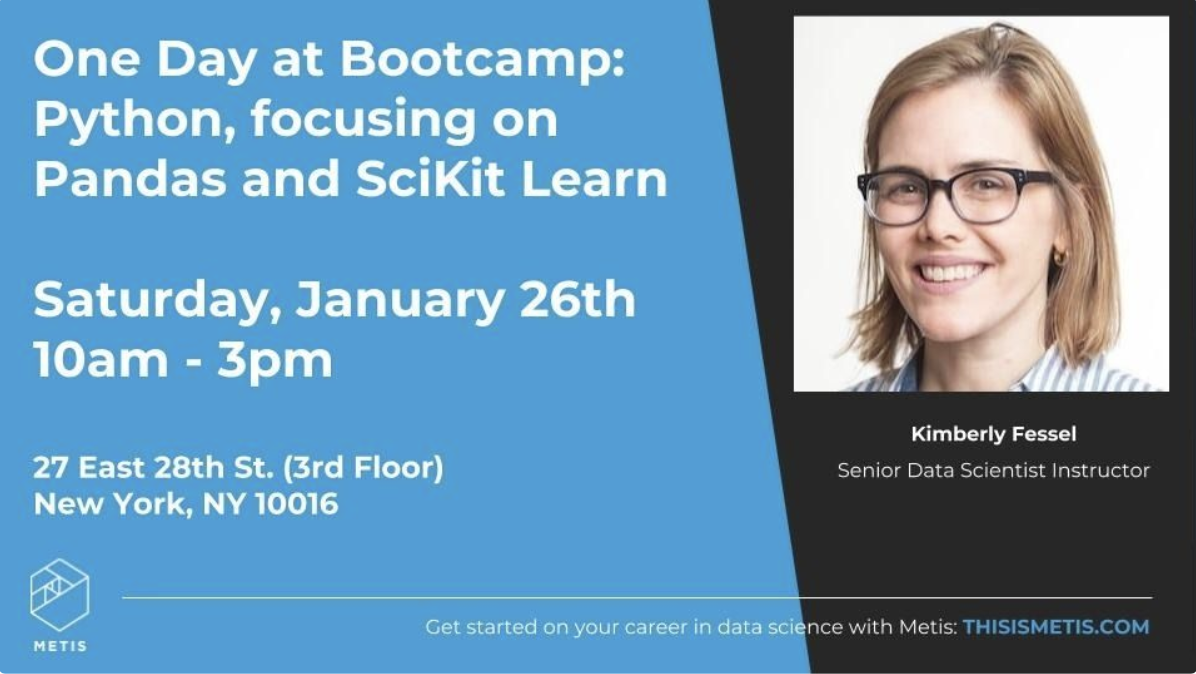 One Day at Bootcamp:
Python, focusing on
Pandas and SciKit Learn
Saturday, January 26th
10am - 3pm
27 East 28th St. (3rd Floor)
New York, NY 10016
Kimberly Fessel
Senior Data Scientist Instructor
METIS
Get started on your career in data science with Metis: THISISMETIS.COM